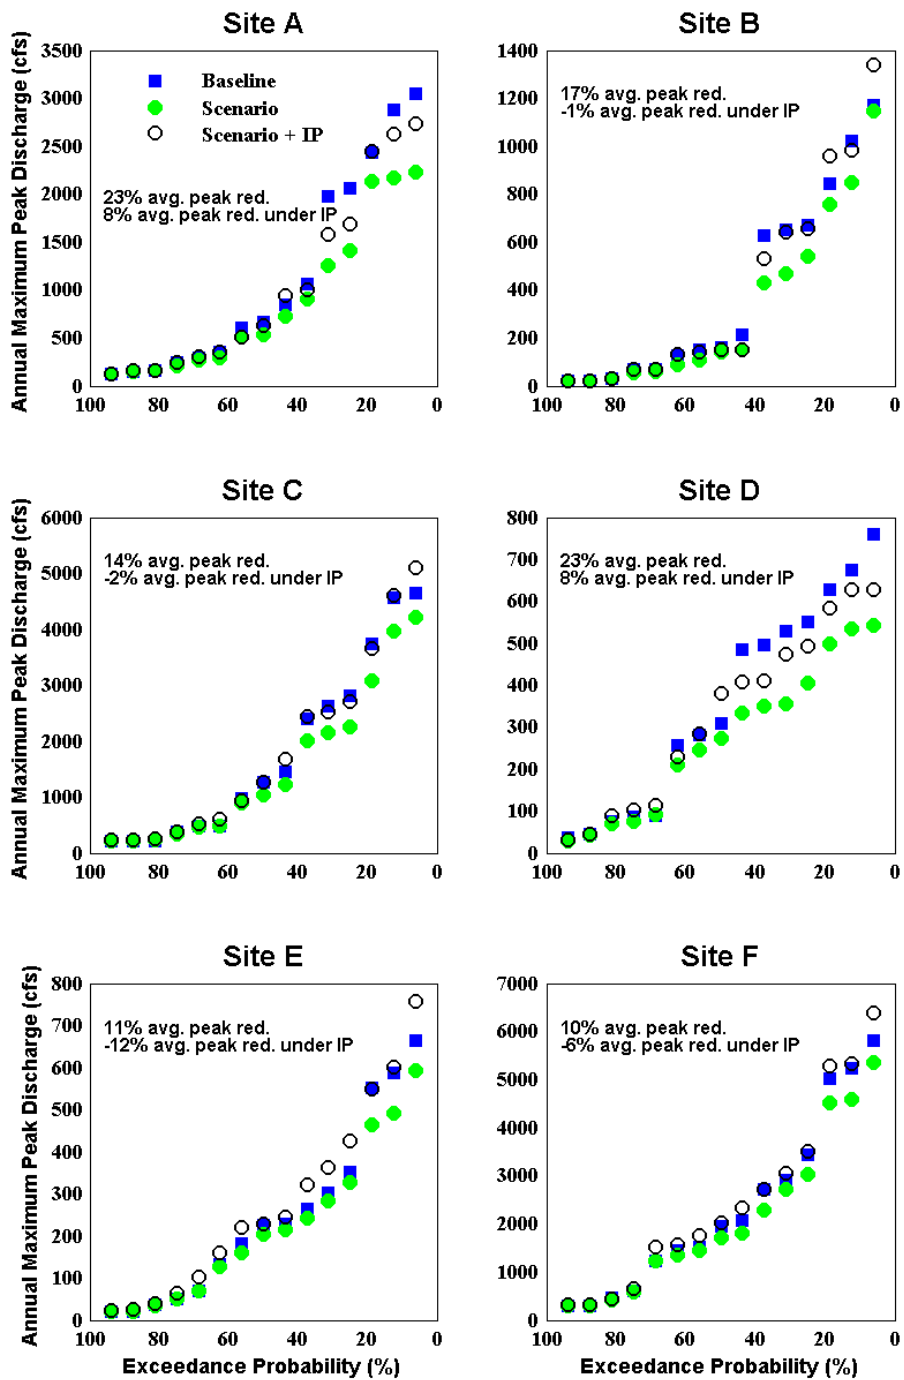 Site A
Annual Maximum Peak Discharge (cfs)
3500
3000
2500
2000
1500
1000
500
0
Baseline
Scenario
Scenario + IP
23% avg. peak red.
8% avg. peak red. under IP
100 80 60 40 20 0
Site B
1400
1200
1000
800
600
400
200
0
17% avg. peak red.
-1% avg. peak red. under IP
100 80 60 40 20 0
Site C
Annual Maximum Peak Discharge (cfs)
6000
5000
4000
3000
2000
1000
0
14% avg. peak red.
-2% avg. peak red. under IP
100 80 60 40 20 0
Site D
800
700
600
500
400
300
200
100
0
23% avg. peak red.
8% avg. peak red. under IP
100 80 60 40 20 0
Site E
Annual Maximum Peak Discharge (cfs)
800
700
600
500
400
300
200
100
0
11% avg. peak red.
-12% avg. peak red. under IP
100 80 60 40 20 0
Exceedance Probability (%)
Site F
7000
6000
5000
4000
3000
2000
1000
0
10% avg. peak red.
-6% avg. peak red. under IP
100 80 60 40 20 0
Exceedance Probability (%)